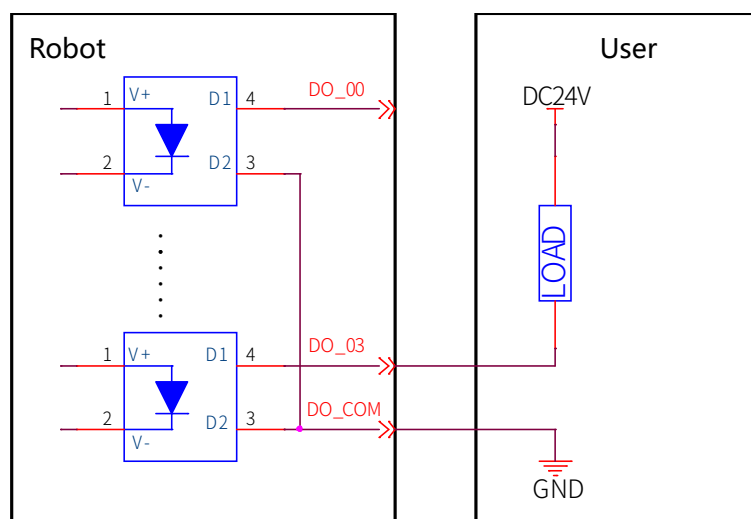 Robot
User
1
V+
D1
4
DO_00
DC24V
2
V-
D2
3
LOAD
1
V+
D1
4
DO_03
2
V-
D2
3
DO_COM
GND